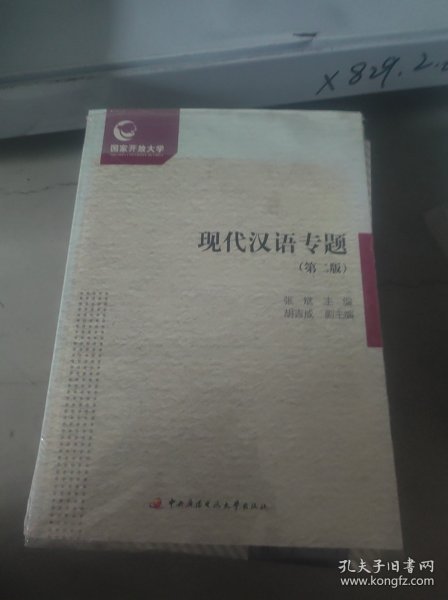 X829.2.
国家开放大学
现代汉语专题
（第二版）
张斌 主编
胡吉成 副主编
中央广播电视大学出版社
孔夫子旧书网
www.kongfz.com